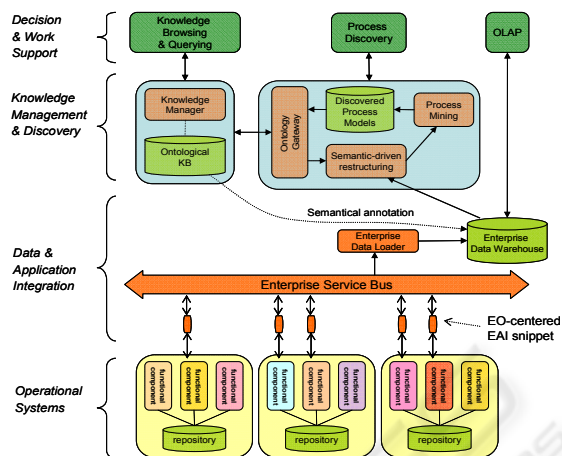 Decision
& Work
Support
Knowledge
Browsing
& Querying
Process
Discovery
OLAP
Knowledge
Management
& Discovery
Knowledge
Manager
Ontological
KB
Ontology
Gateway
Discovered
Process
Models
Process
Mining
Semantic-driven
restructuring
Semantical annotation
Enterprise
Data Loader
Enterprise
Data Warehouse
Data &
Application
Integration
Enterprise Service Bus
EO-centered
EAI snippet
Operational
Systems
functional
component
functional
component
functional
component
repository
functional
component
functional
component
functional
component
repository
functional
component
functional
component
functional
component
repository